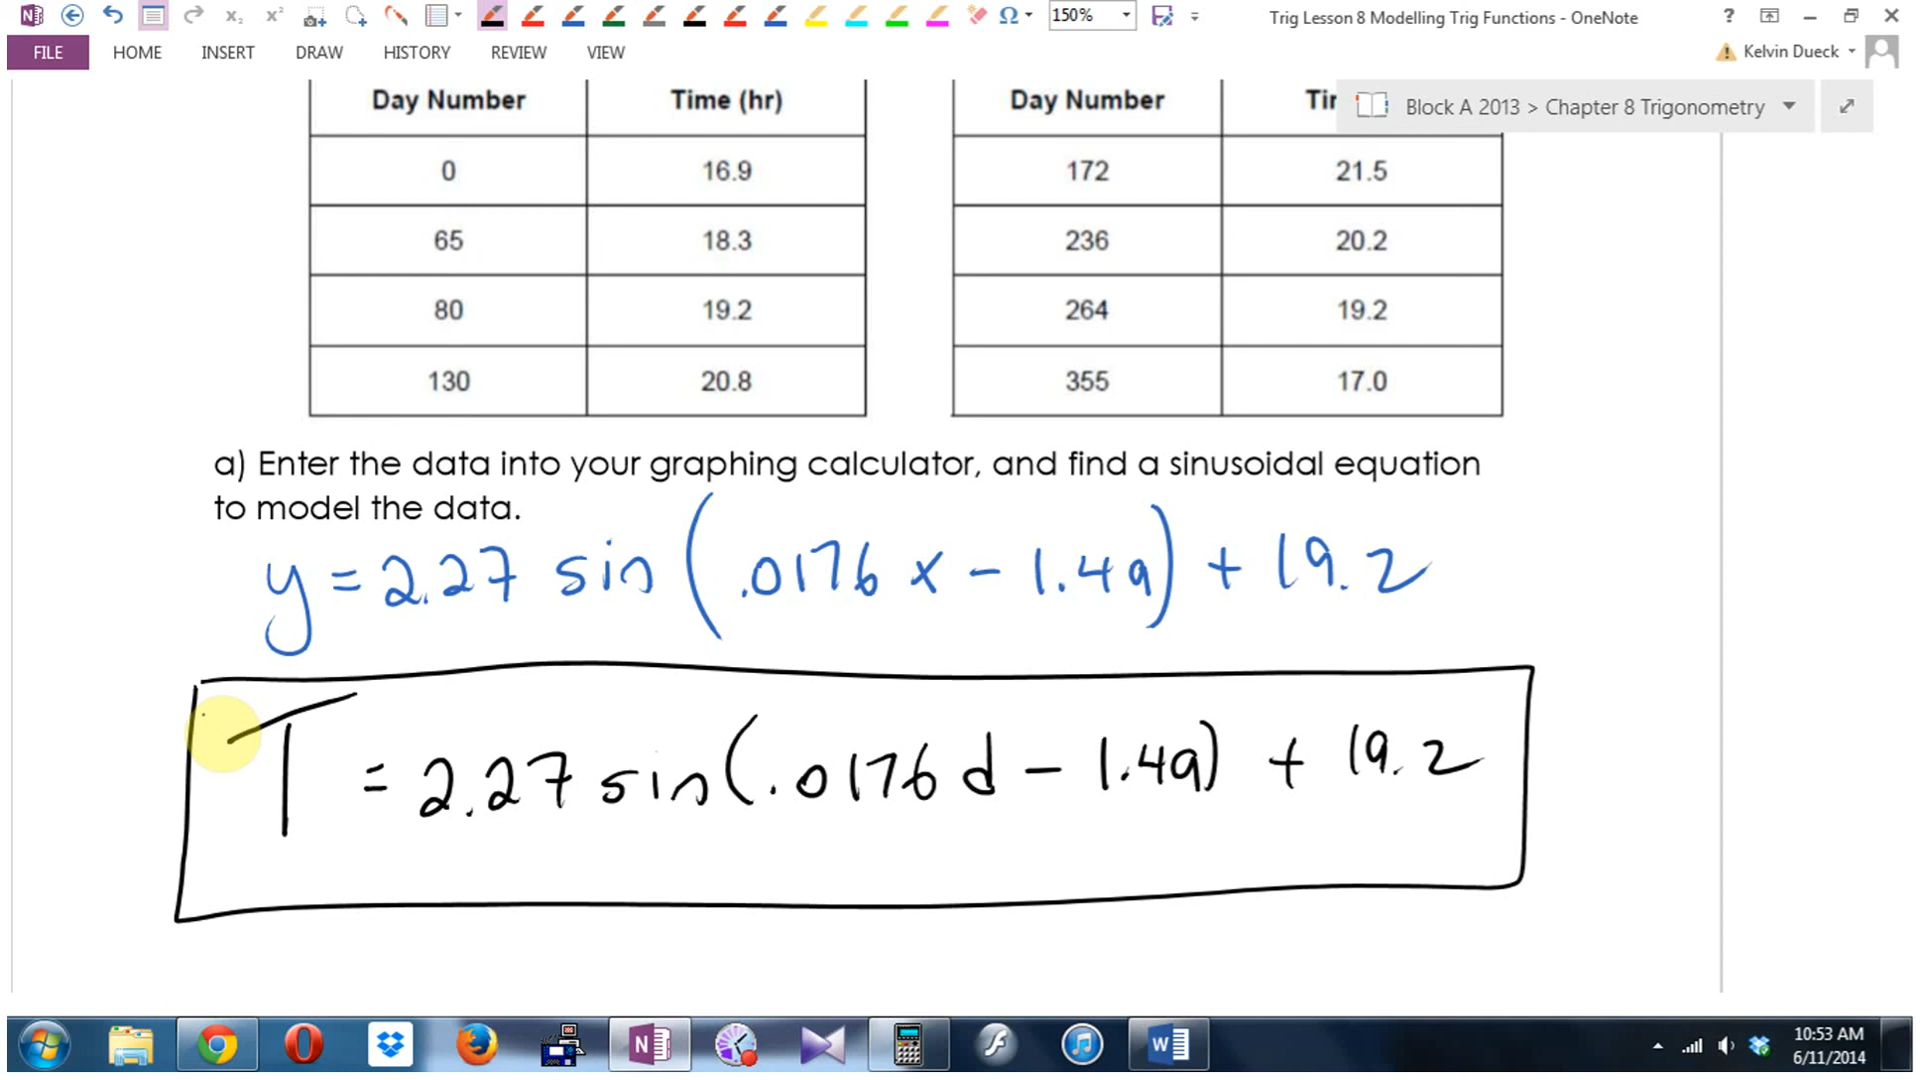 150%
Trig Lesson 8 Modelling Trig Functions - OneNote
FILE HOME INSERT DRAW HISTORY REVIEW VIEW
Kelvin Dueck
Block A 2013 > Chapter 8 Trigonometry
Day Number Time (hr)
0 16.9
65 18.3
80 19.2
130 20.8
Day Number
172 21.5
236 20.2
264 19.2
355 17.0
a) Enter the data into your graphing calculator, and find a sinusoidal equation
to model the data.
y = 2.27 sin (.0176 x - 1.49) + 19.2
T = 2.27 sin (.0176 d - 1.49) + 19.2
10:53 AM
6/11/2014